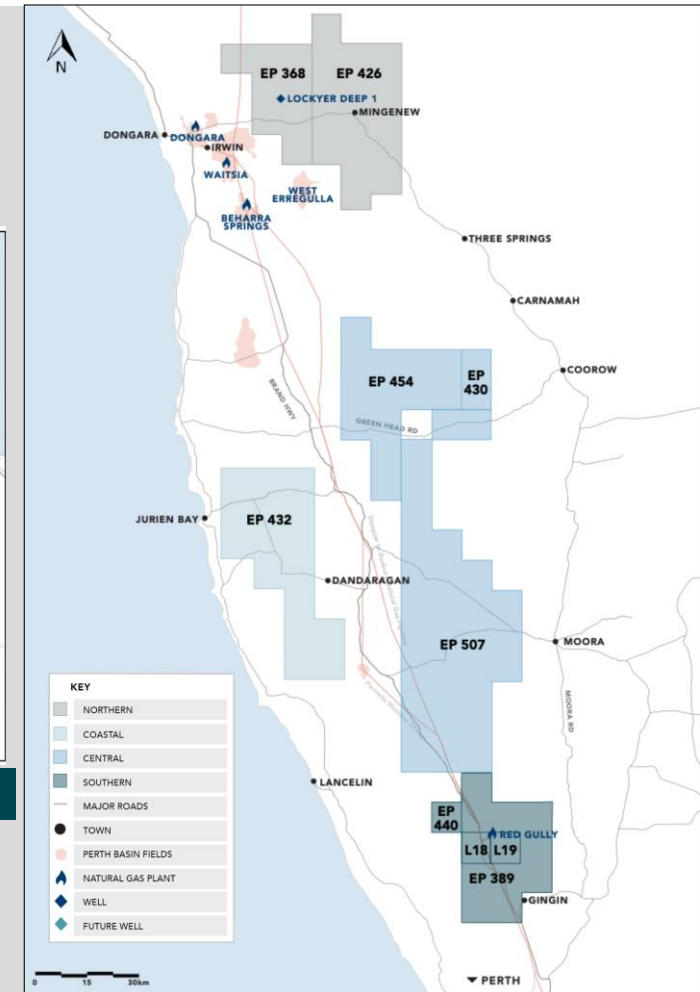 N
EP 368
EP 426
LOCKYER DEEP 1
MINGENEW
DONGARA
DONGARA
IRWIN
WAITSIA
WEST
ERREGULLA
BEHARRA
SPRINGS
THREE SPRINGS
CARNAMAH
COOROW
EP 454
EP
430
BRAND HWY
GREEN HEAD RD
JURIEN BAY
EP 432
DANDARAGAN
EP 507
MOORA
MOORA RD
LANCELIN
EP
440
RED GULLY
L18
L19
EP 389
GINGIN
PERTH
KEY
NORTHERN
COASTAL
CENTRAL
SOUTHERN
MAJOR ROADS
TOWN
PERTH BASIN FIELDS
NATURAL GAS PLANT
WELL
FUTURE WELL
0 15 30km